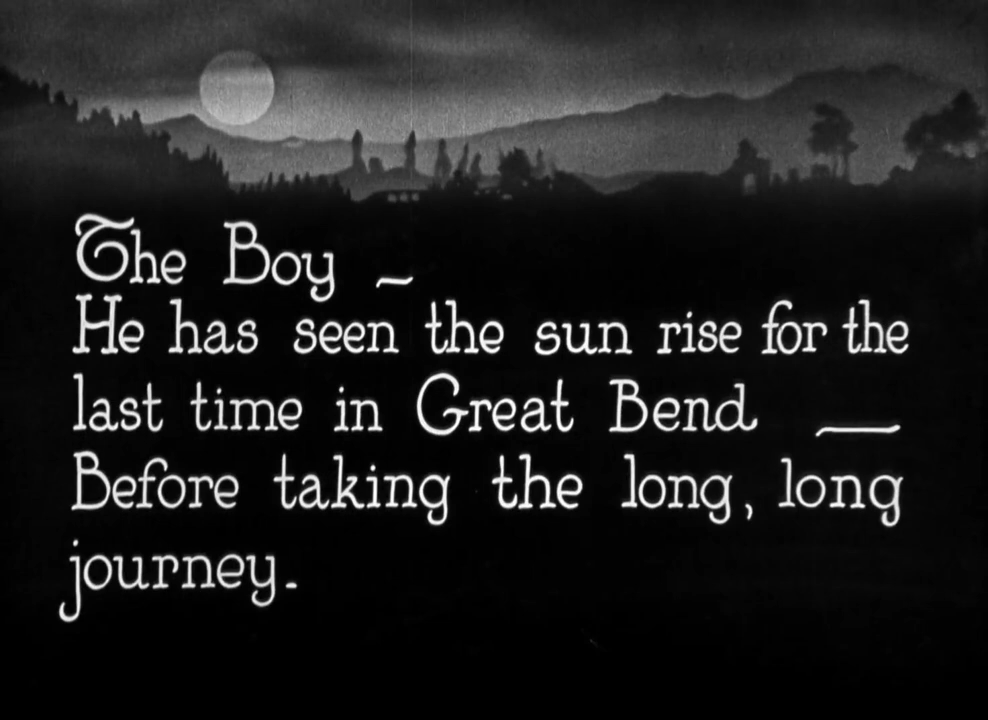 The Boy –
He has seen the sun rise for the
last time in Great Bend —
Before taking the long, long
journey.